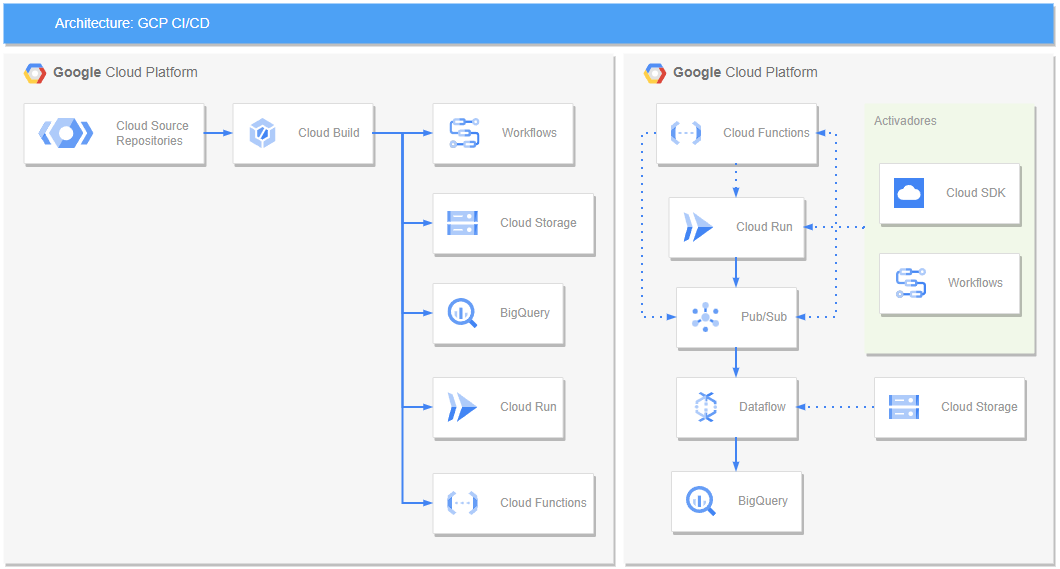 Architecture: GCP CI/CD
Google Cloud Platform
Cloud Source
Repositories
Cloud Build
Workflows
Cloud Storage
BigQuery
Cloud Run
Cloud Functions
Google Cloud Platform
Cloud Functions
Cloud Run
Pub/Sub
Dataflow
BigQuery
Activadores
Cloud SDK
Workflows
Cloud Storage